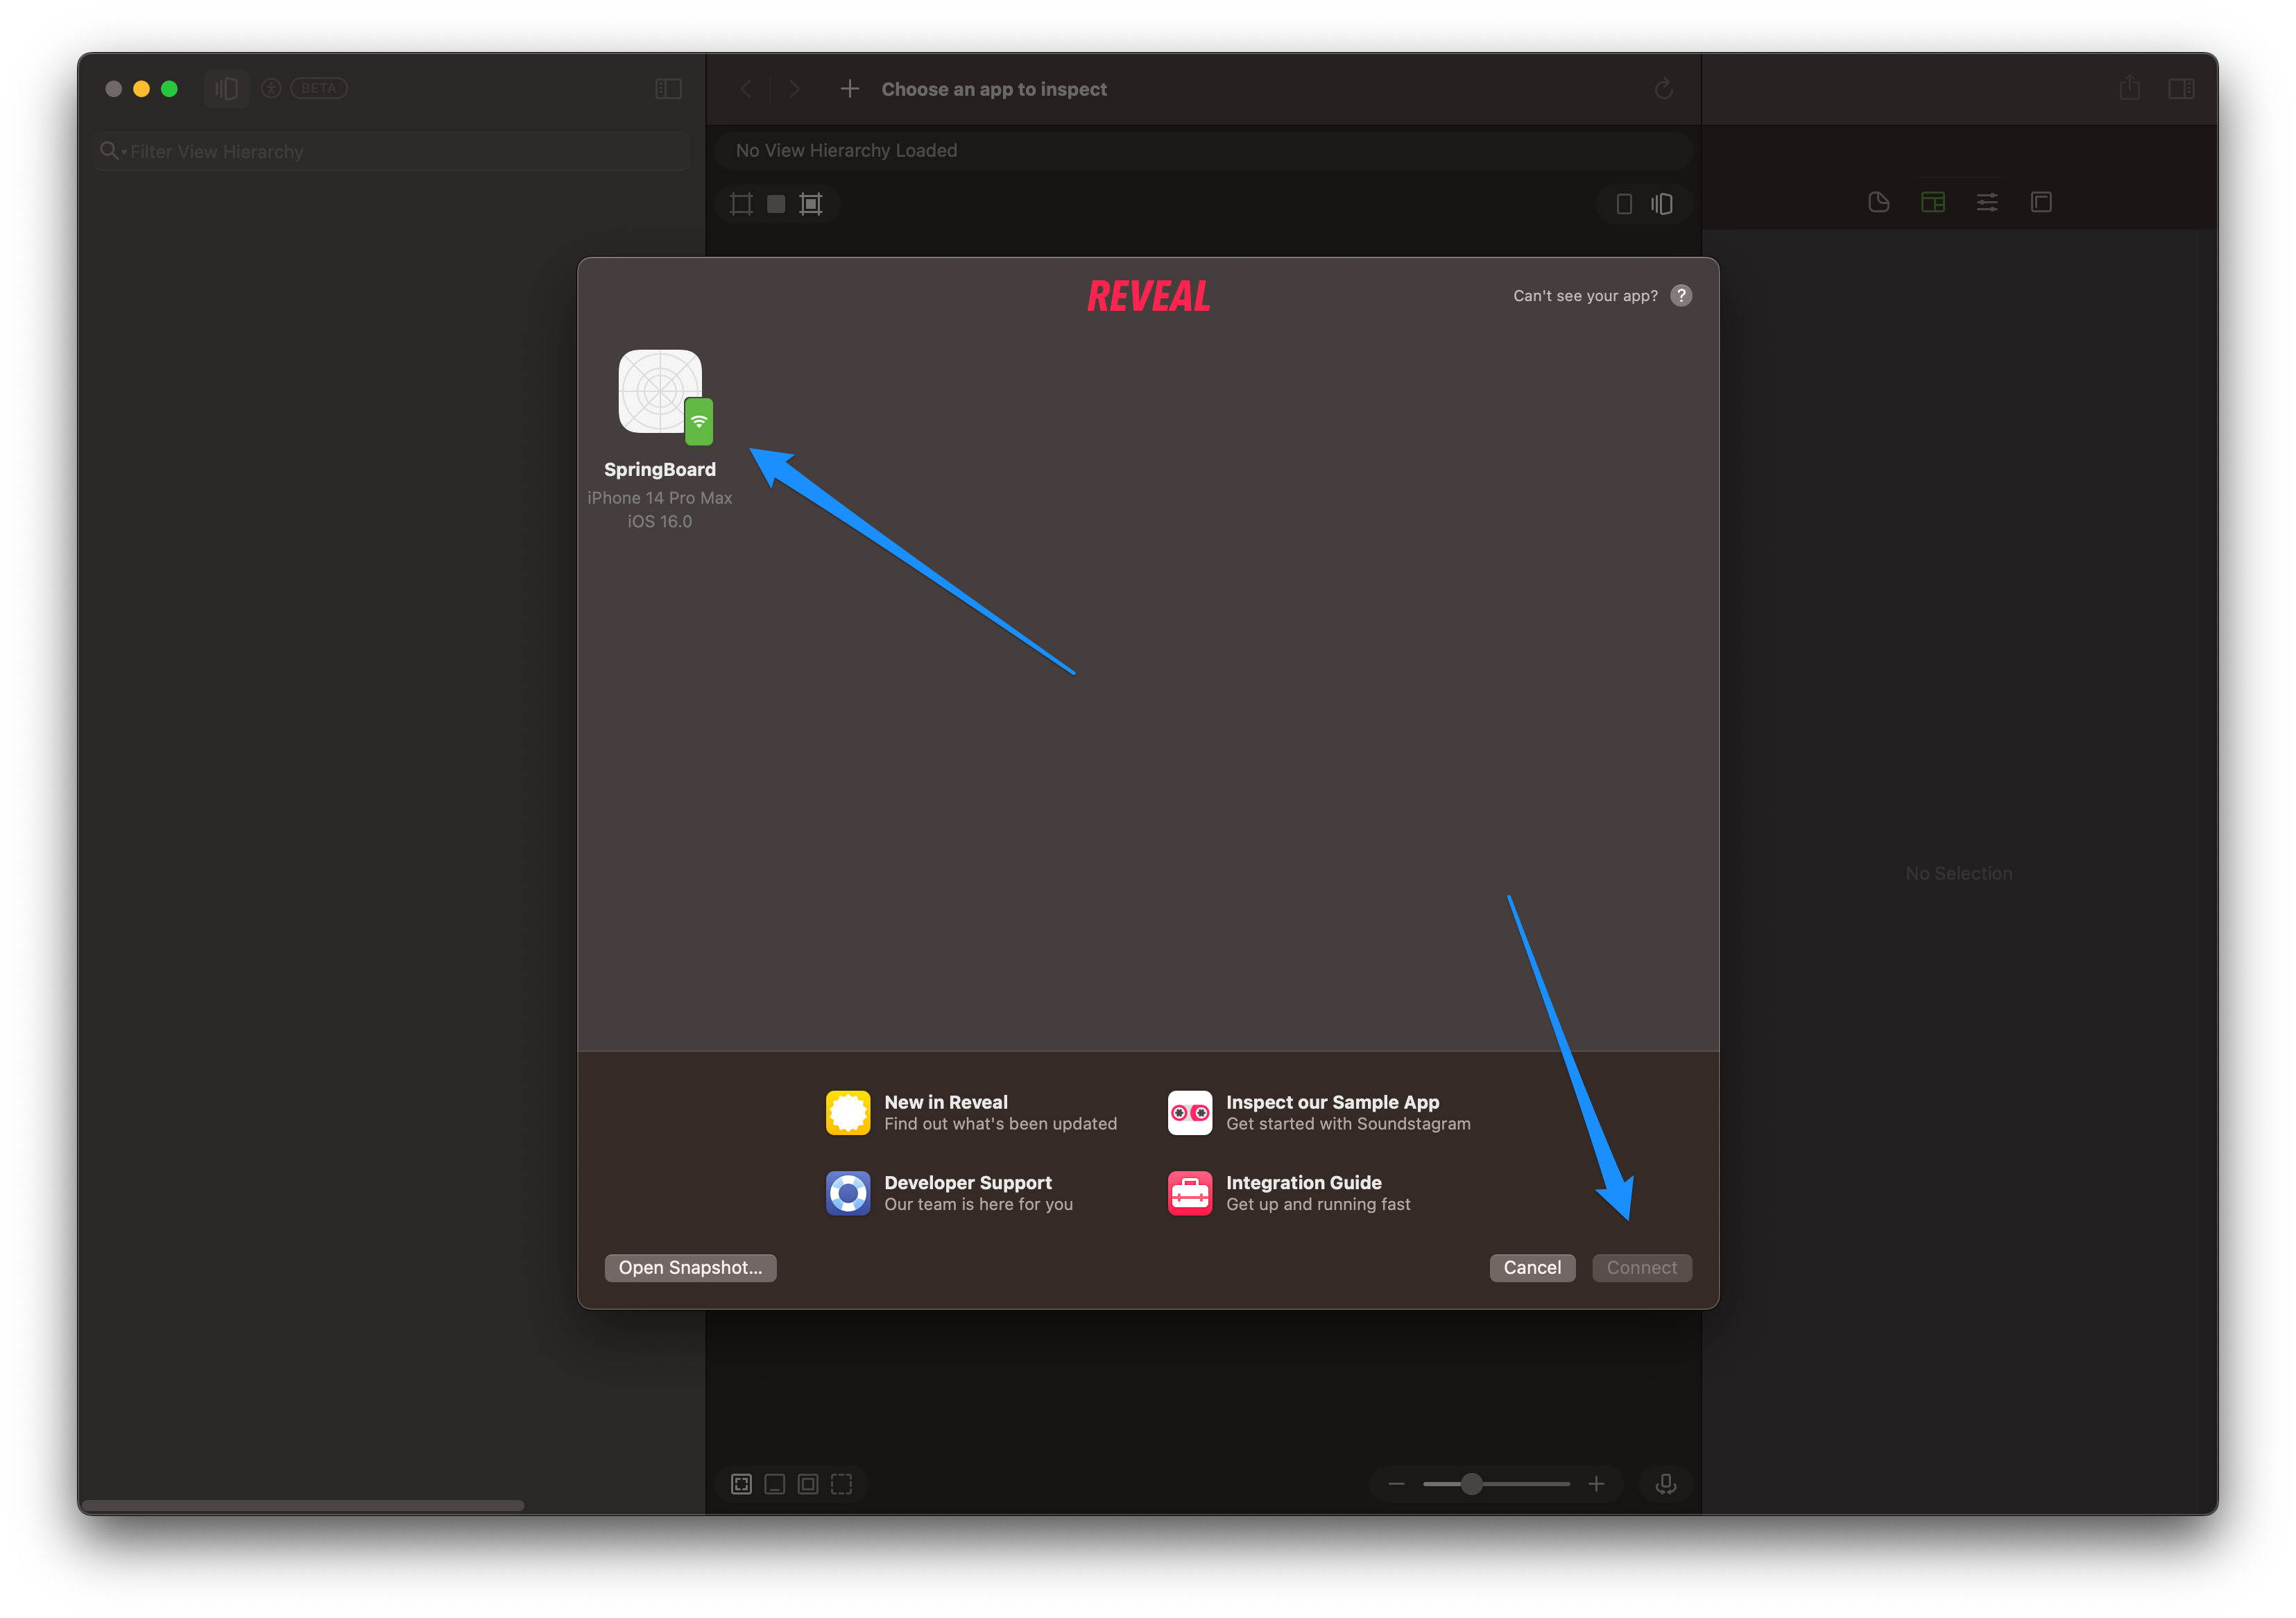 BETA
Choose an app to inspect
Filter View Hierarchy
No View Hierarchy Loaded
REVEAL
Can't see your app? ?
SpringBoard
iPhone 14 Pro Max
iOS 16.0
No Selection
New in Reveal
Find out what's been updated
Inspect our Sample App
Get started with Soundstagram
Developer Support
Our team is here for you
Integration Guide
Get up and running fast
Open Snapshot...
Cancel
Connect